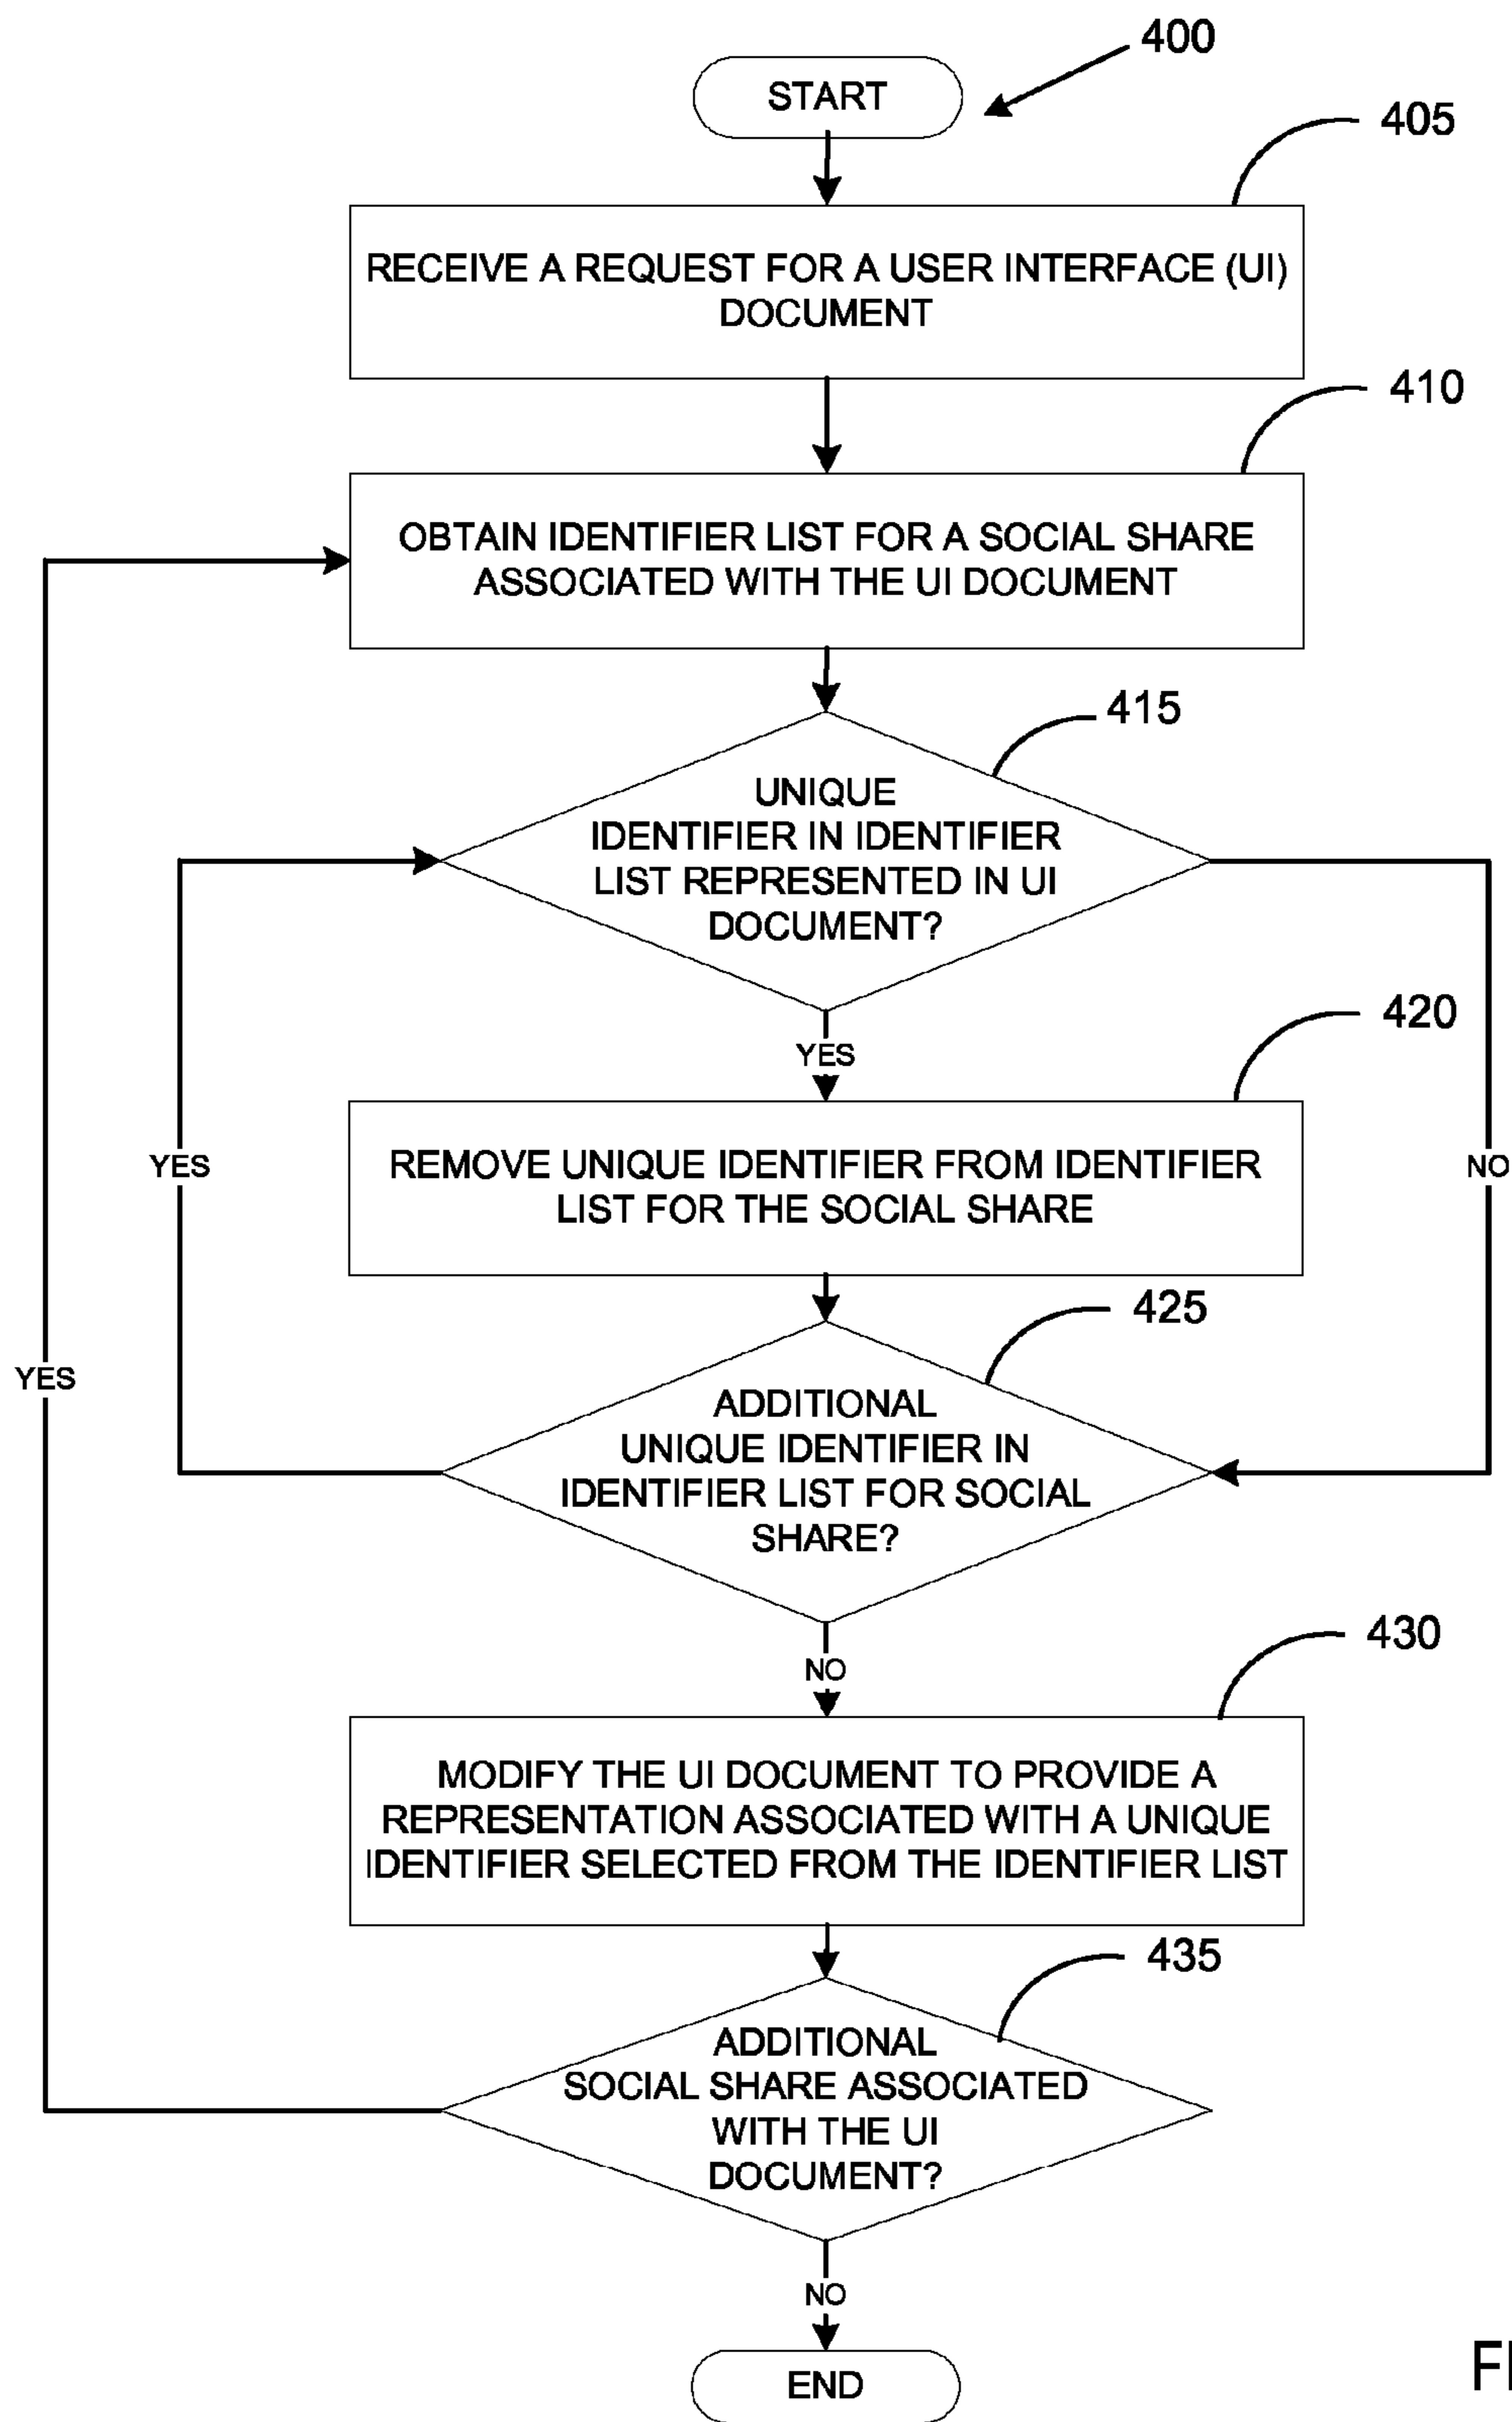 400
START
405
RECEIVE A REQUEST FOR A USER INTERFACE (UI)
DOCUMENT
410
OBTAIN IDENTIFIER LIST FOR A SOCIAL SHARE
ASSOCIATED WITH THE UI DOCUMENT
415
UNIQUE
IDENTIFIER IN IDENTIFIER
LIST REPRESENTED IN UI
DOCUMENT?
420
YES
REMOVE UNIQUE IDENTIFIER FROM IDENTIFIER
LIST FOR THE SOCIAL SHARE
YES
NO
425
YES
ADDITIONAL
UNIQUE IDENTIFIER IN
IDENTIFIER LIST FOR SOCIAL
SHARE?
430
NO
MODIFY THE UI DOCUMENT TO PROVIDE A
REPRESENTATION ASSOCIATED WITH A UNIQUE
IDENTIFIER SELECTED FROM THE IDENTIFIER LIST
435
ADDITIONAL
SOCIAL SHARE ASSOCIATED
WITH THE UI
DOCUMENT?
NO
END